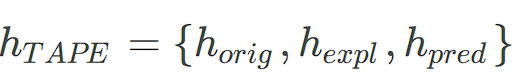 h_{TAPE} = {h_{orig}, h_{expl}, h_{pred}}